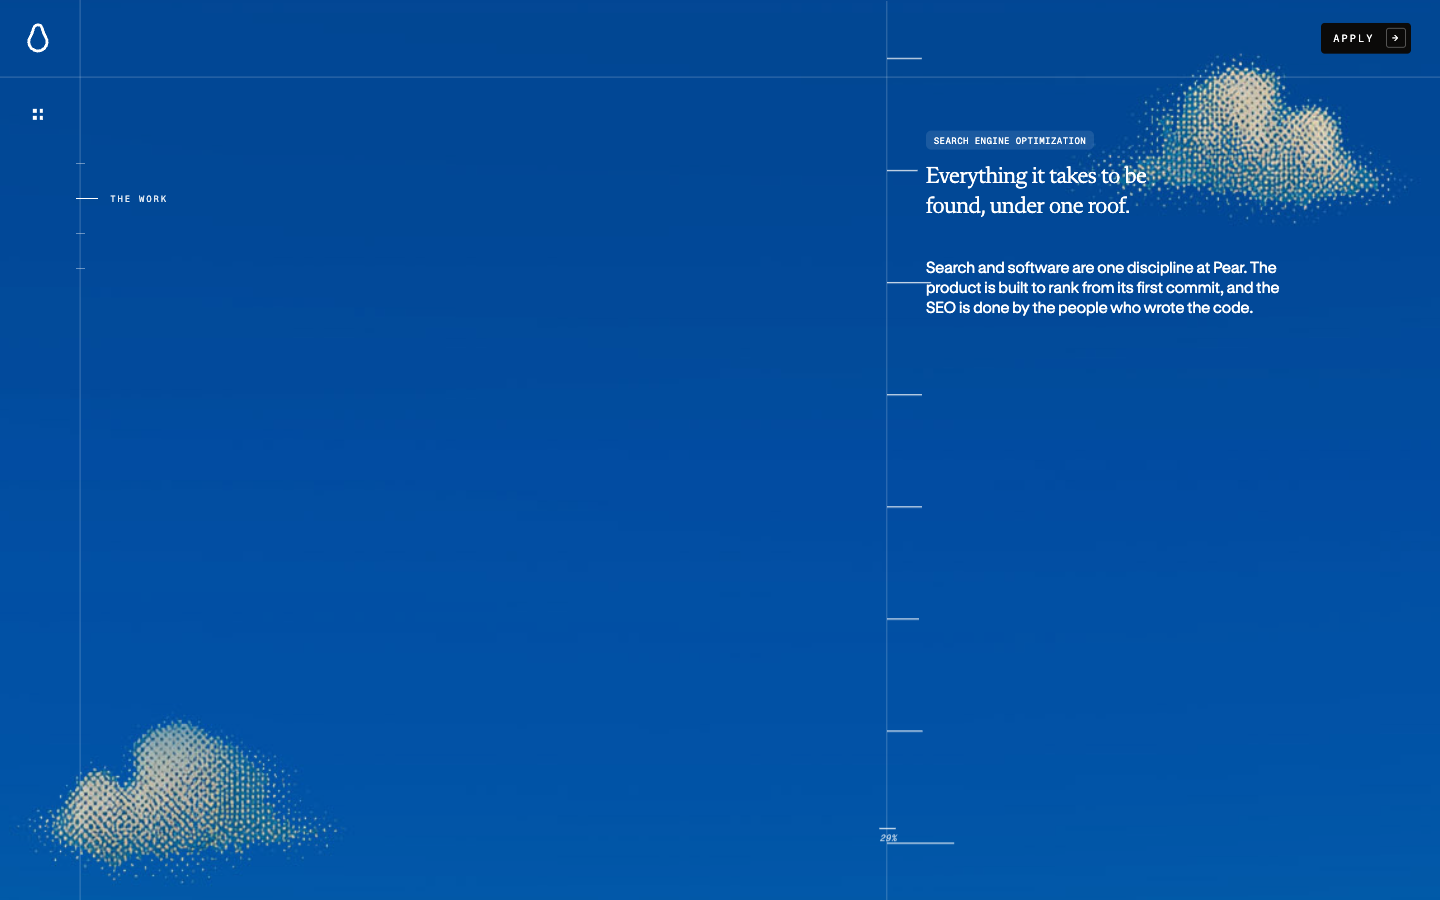 APPLY
SEARCH ENGINE OPTIMIZATION
Everything it takes to be
found, under one roof.
THE WORK
Search and software are one discipline at Pear. The
product is built to rank from its first commit, and the
SEO is done by the people who wrote the code.
29%